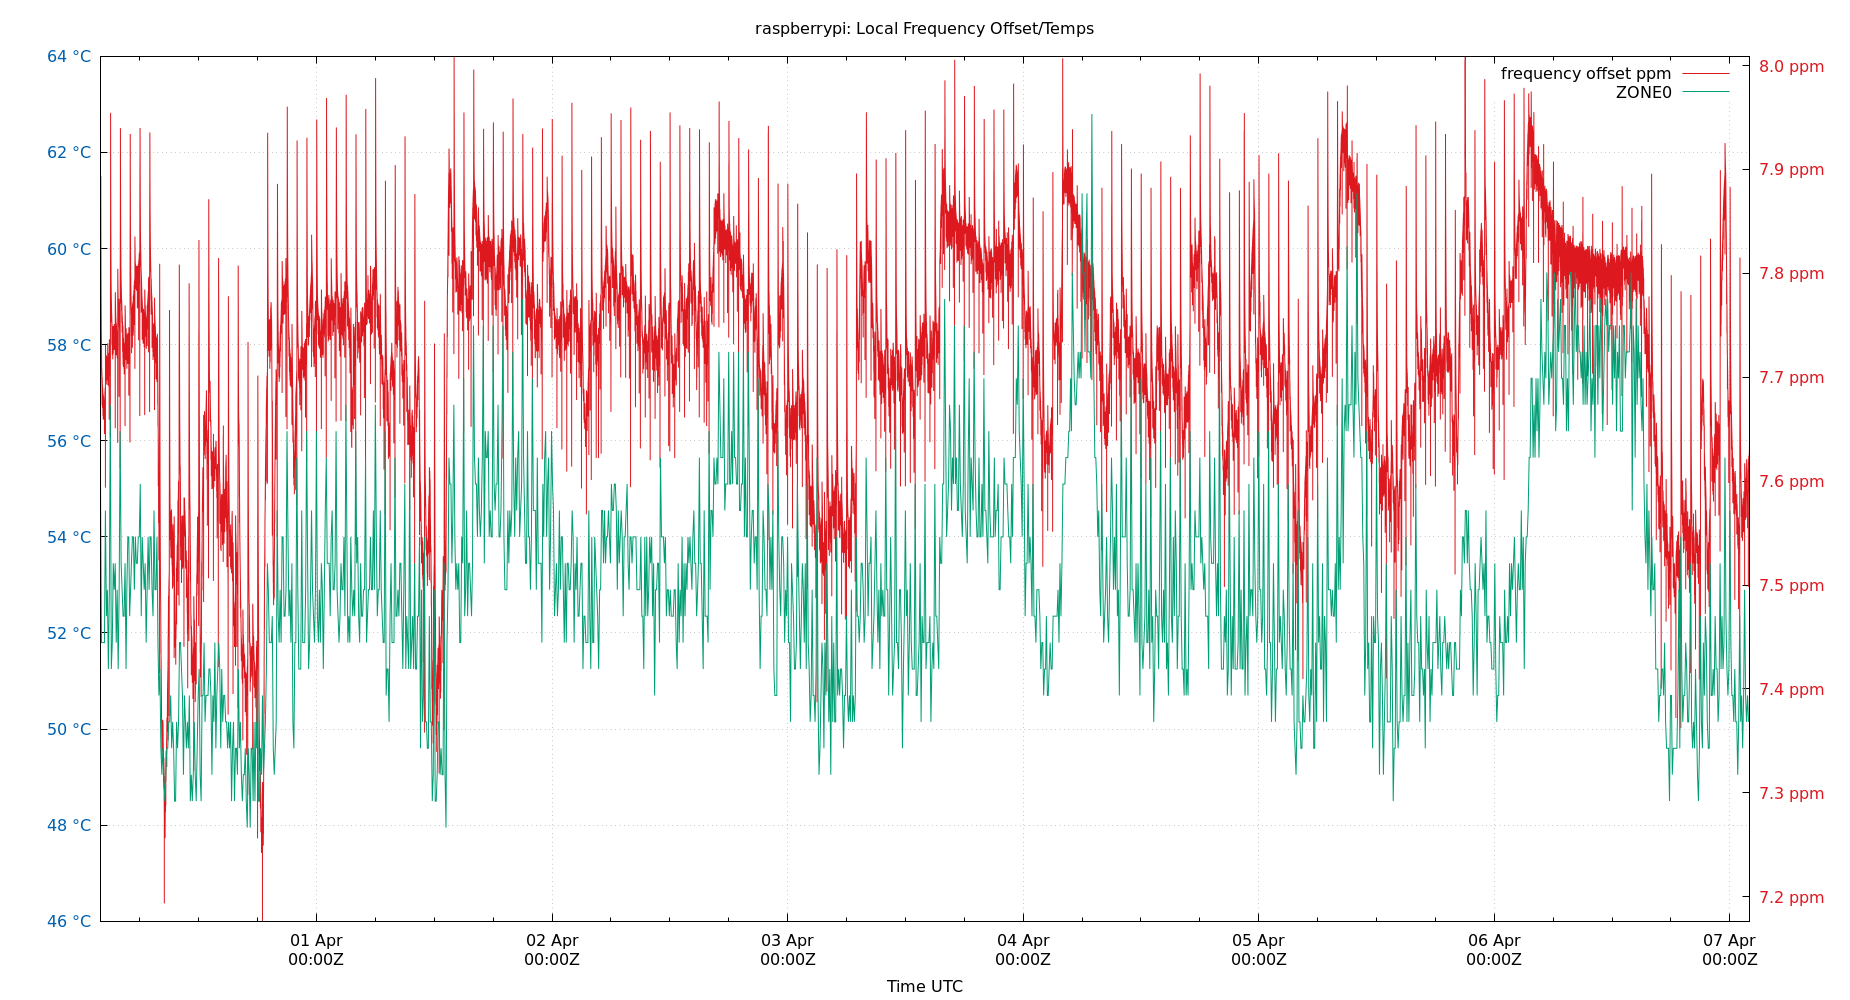 raspberrypi: Local Frequency Offset/Temps
64 °C
62 °C
60 °C
58 °C
56 °C
54 °C
52 °C
50 °C
48 °C
46 °C
frequency offset ppm
ZONE0
8.0 ppm
7.9 ppm
7.8 ppm
7.7 ppm
7.6 ppm
7.5 ppm
7.4 ppm
7.3 ppm
7.2 ppm
01 Apr 02 Apr 03 Apr 04 Apr 05 Apr 06 Apr 07 Apr
00:00Z 00:00Z 00:00Z 00:00Z 00:00Z 00:00Z 00:00Z
Time UTC